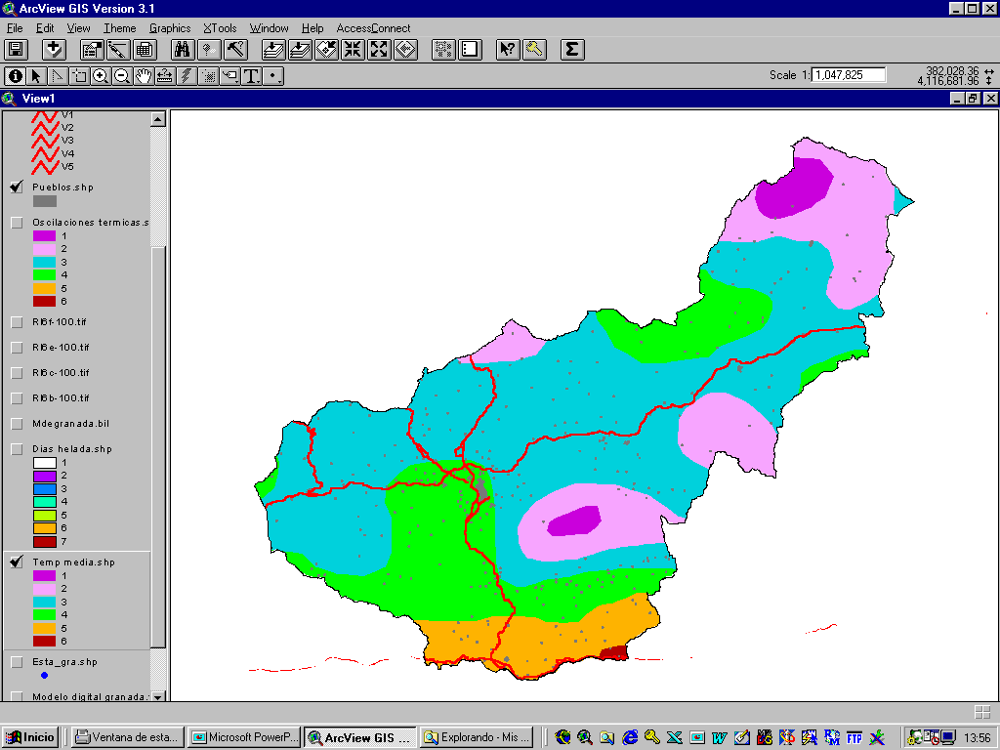 ArcView GIS Version 3.1
File Edit View Theme Graphics XTools Window Help AccessConnect
Scale 1: 1,047,825 382,028.36
4,116,681.96
View1
V1
V2
V3
V4
V5
Pueblos.shp
Oscilaciones termicas.s
1
2
3
4
5
6
Rl6f-100.tif
Rl6e-100.tif
Rl6c-100.tif
Rl6b-100.tif
Mdegranada.bil
Dias helada.shp
1
2
3
4
5
6
7
Temp media.shp
1
2
3
4
5
6
Esta_gra.shp
Modelo digital granada.
Inicio Ventana de esta... Microsoft PowerP... ArcView GIS ... Explorando - Mis ... FTP 13:56